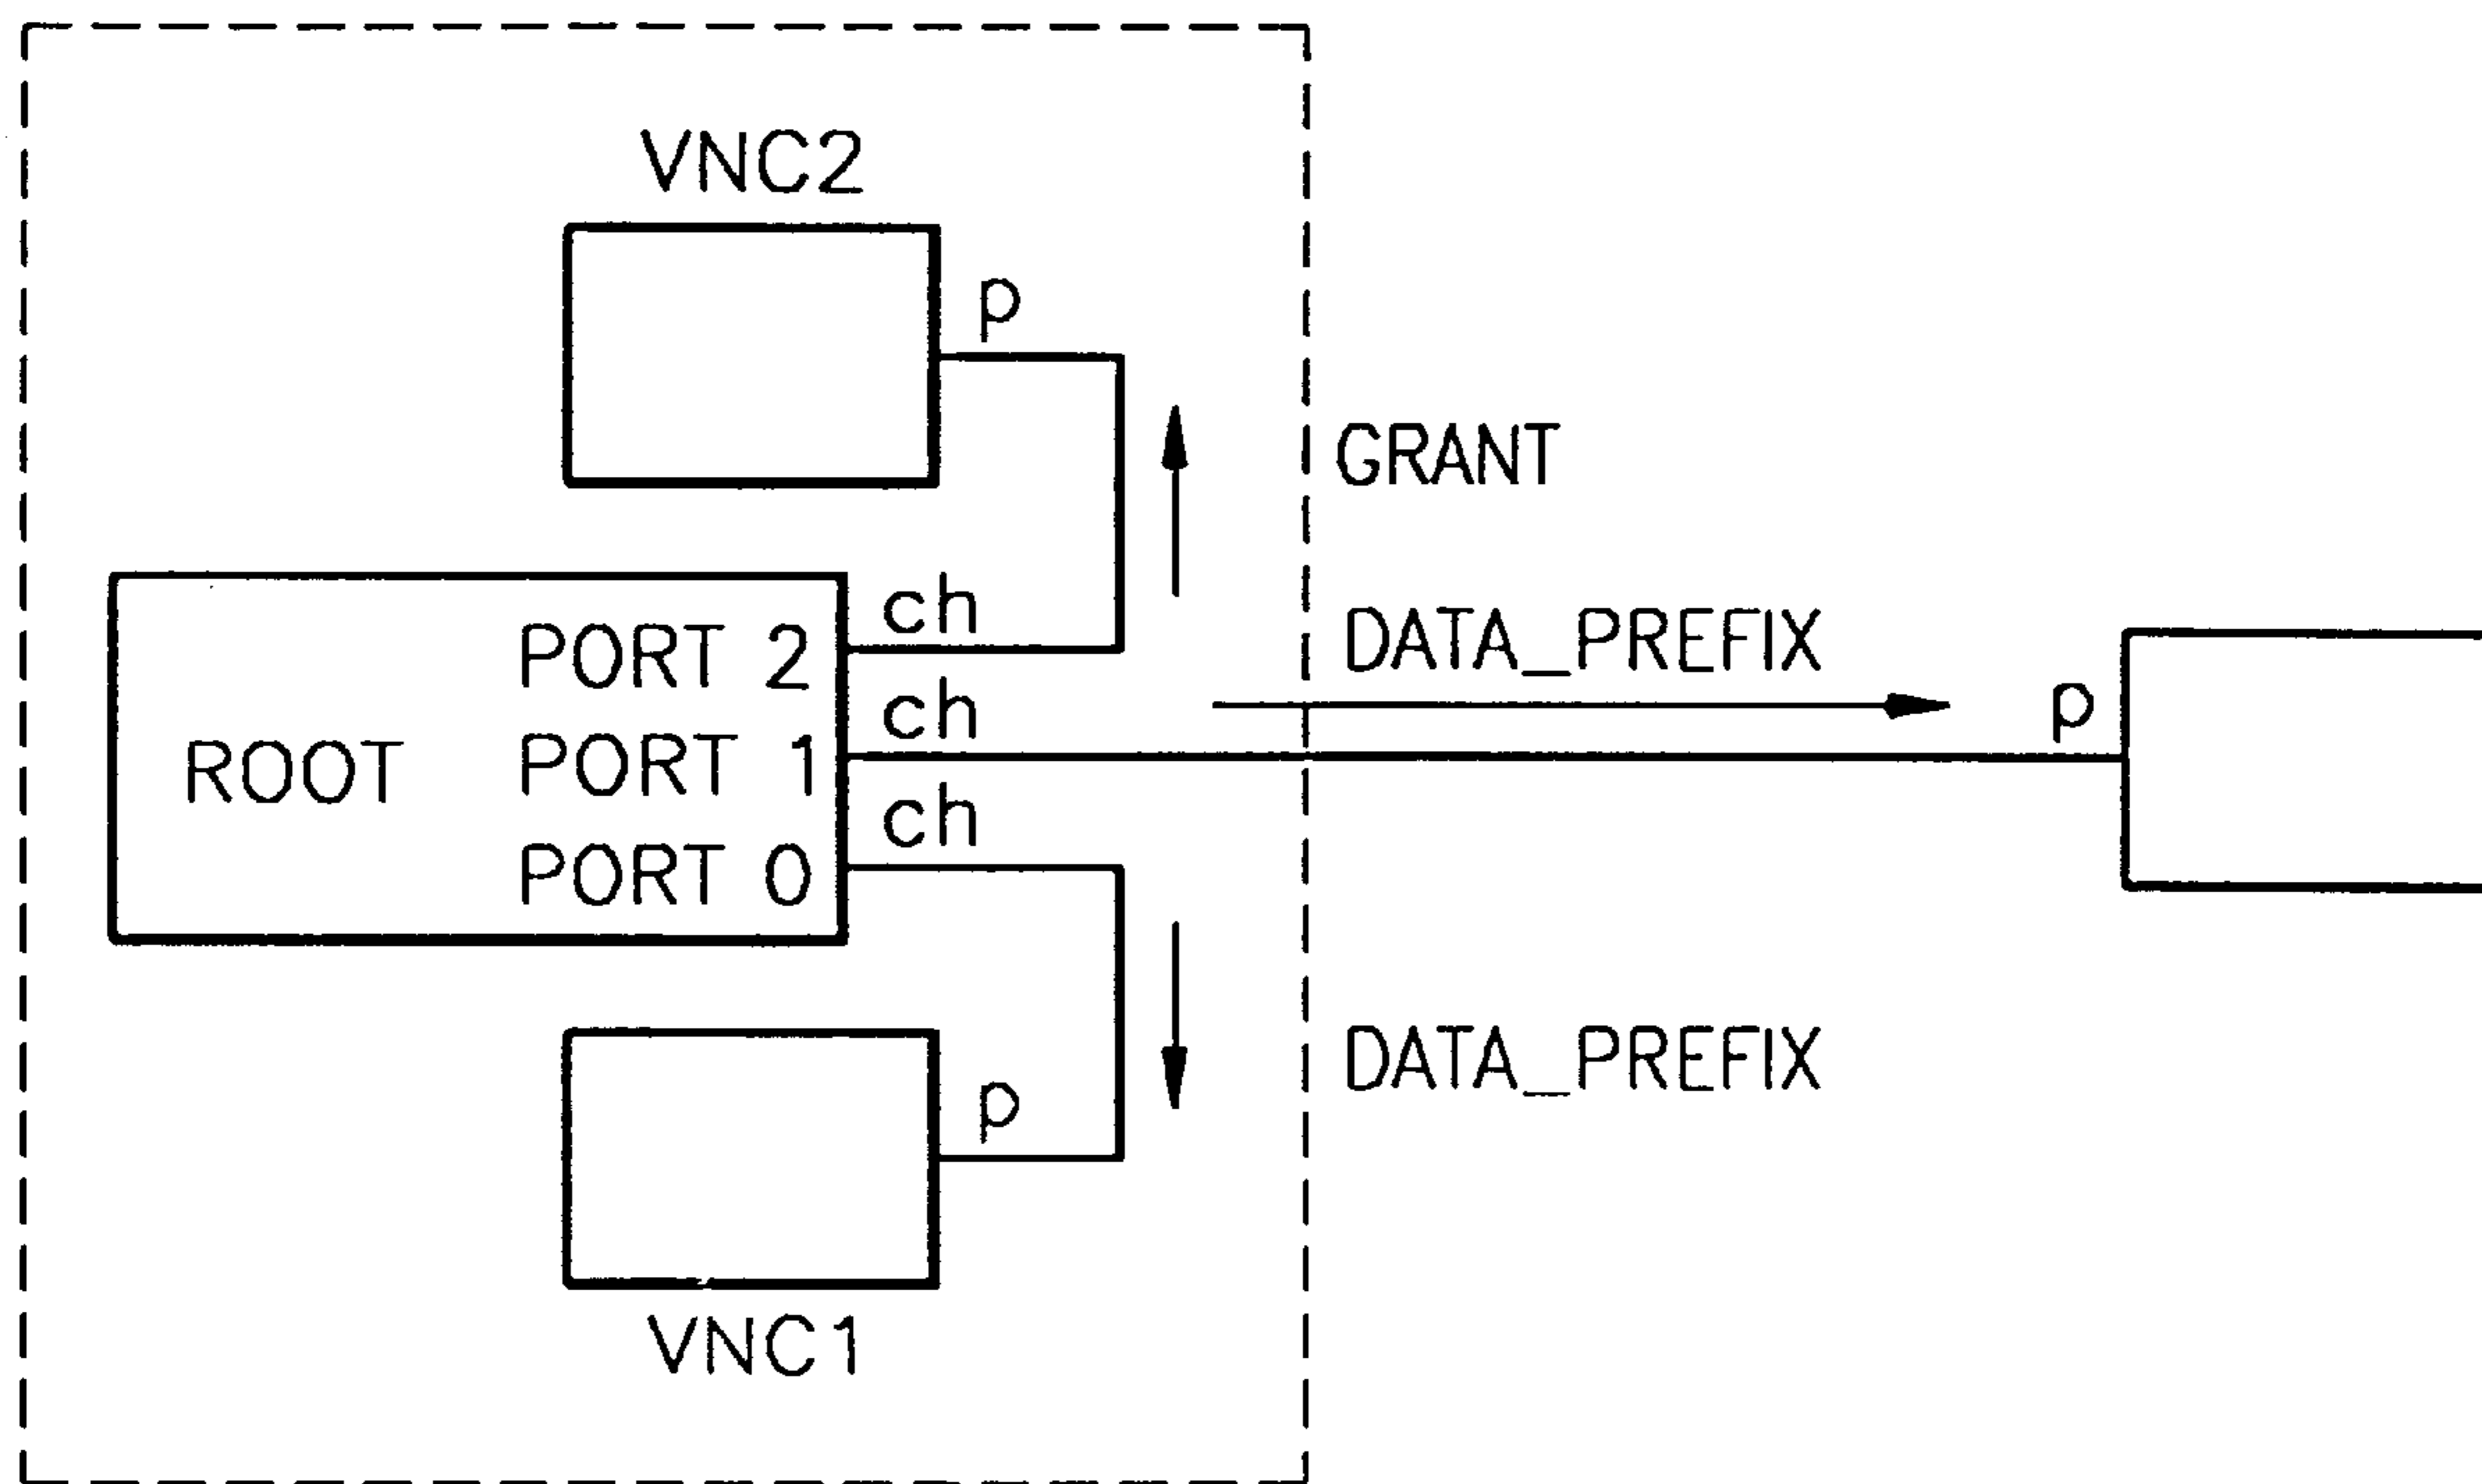 VNC2
p
GRANT
ch
DATA_PREFIX
PORT 2
ch
p
ROOT PORT 1
ch
PORT 0
DATA_PREFIX
p
VNC1